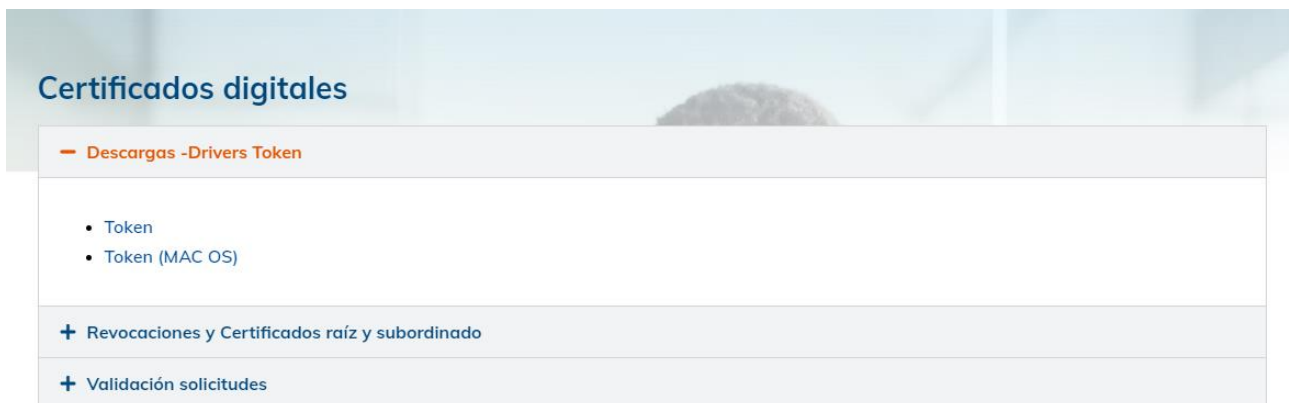 Certificados digitales
− Descargas -Drivers Token
• Token
• Token (MAC OS)
+ Revocaciones y Certificados raíz y subordinado
+ Validación solicitudes